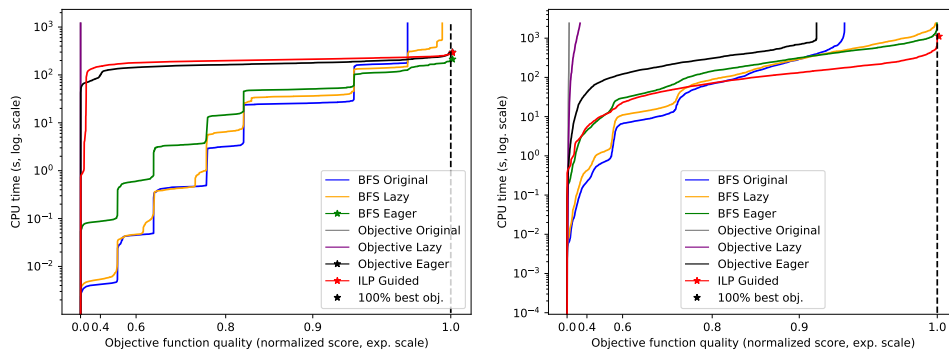 10³
10²
10¹
10⁰
10⁻¹
10⁻²
CPU time (s, log. scale)
BFS Original
BFS Lazy
BFS Eager
Objective Original
Objective Lazy
Objective Eager
ILP Guided
100% best obj.
0.0 0.4 0.6 0.8 0.9 1.0
Objective function quality (normalized score, exp. scale)
10³
10²
10¹
10⁰
10⁻¹
10⁻²
10⁻³
10⁻⁴
CPU time (s, log. scale)
BFS Original
BFS Lazy
BFS Eager
Objective Original
Objective Lazy
Objective Eager
ILP Guided
100% best obj.
0.0 0.4 0.6 0.8 0.9 1.0
Objective function quality (normalized score, exp. scale)